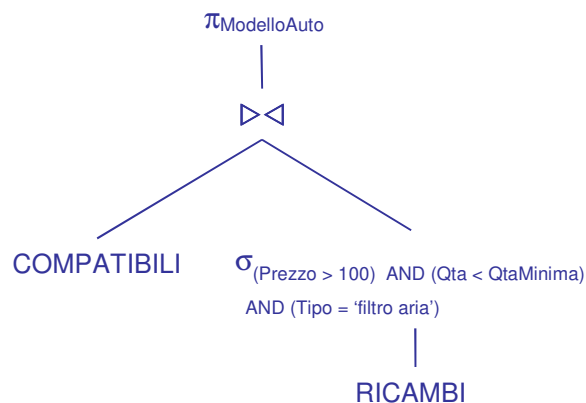 πModelloAuto
▷◁
COMPATIBILI
σ(Prezzo > 100) AND (Qta < QtaMinima)
AND (Tipo = ‘filtro aria’)
RICAMBI